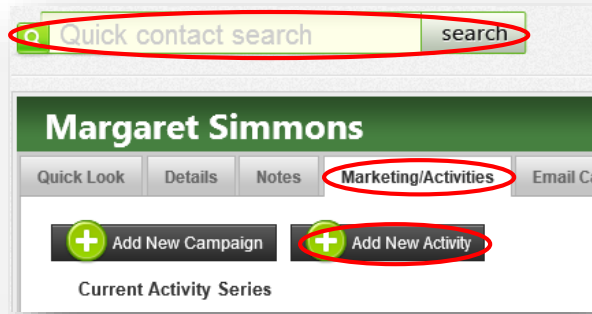 Quick contact search search
Margaret Simmons
Quick Look Details Notes Marketing/Activities Email
Add New Campaign Add New Activity
Current Activity Series